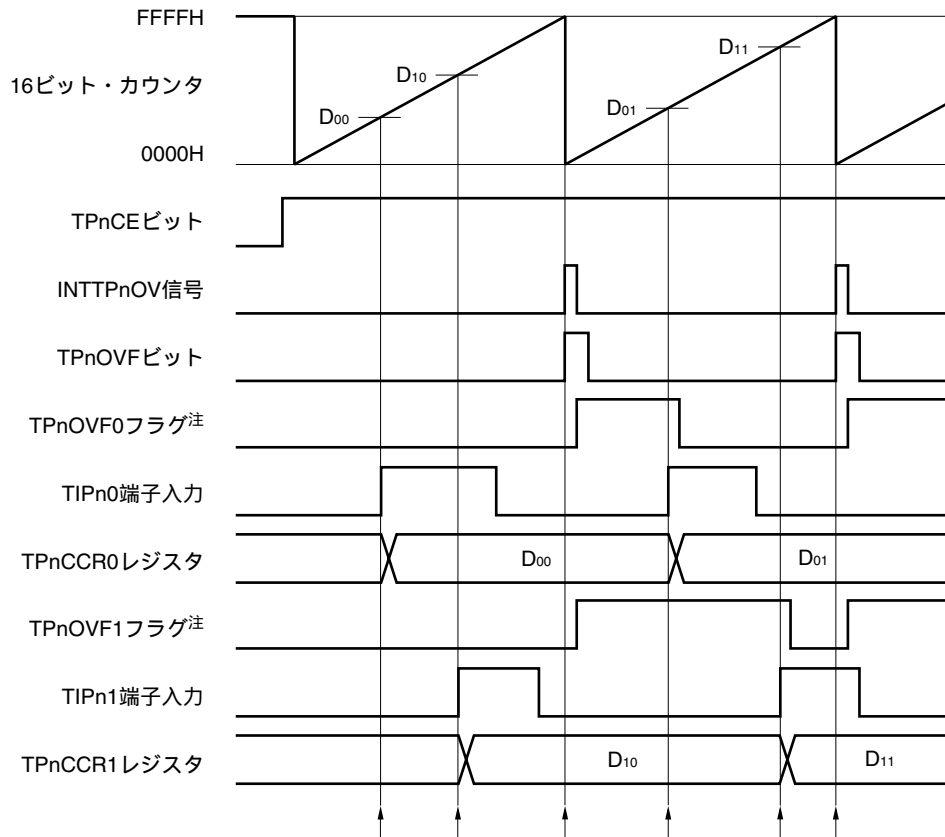 FFFFH
16ビット・カウンタ
0000H
D00
D10
D01
D11
TPnCEビット
INTTPnOV信号
TPnOVFビット
TPnOVF0フラグ注
TIPn0端子入力
TPnCCR0レジスタ
D00
D01
TPnOVF1フラグ注
TIPn1端子入力
TPnCCR1レジスタ
D10
D11